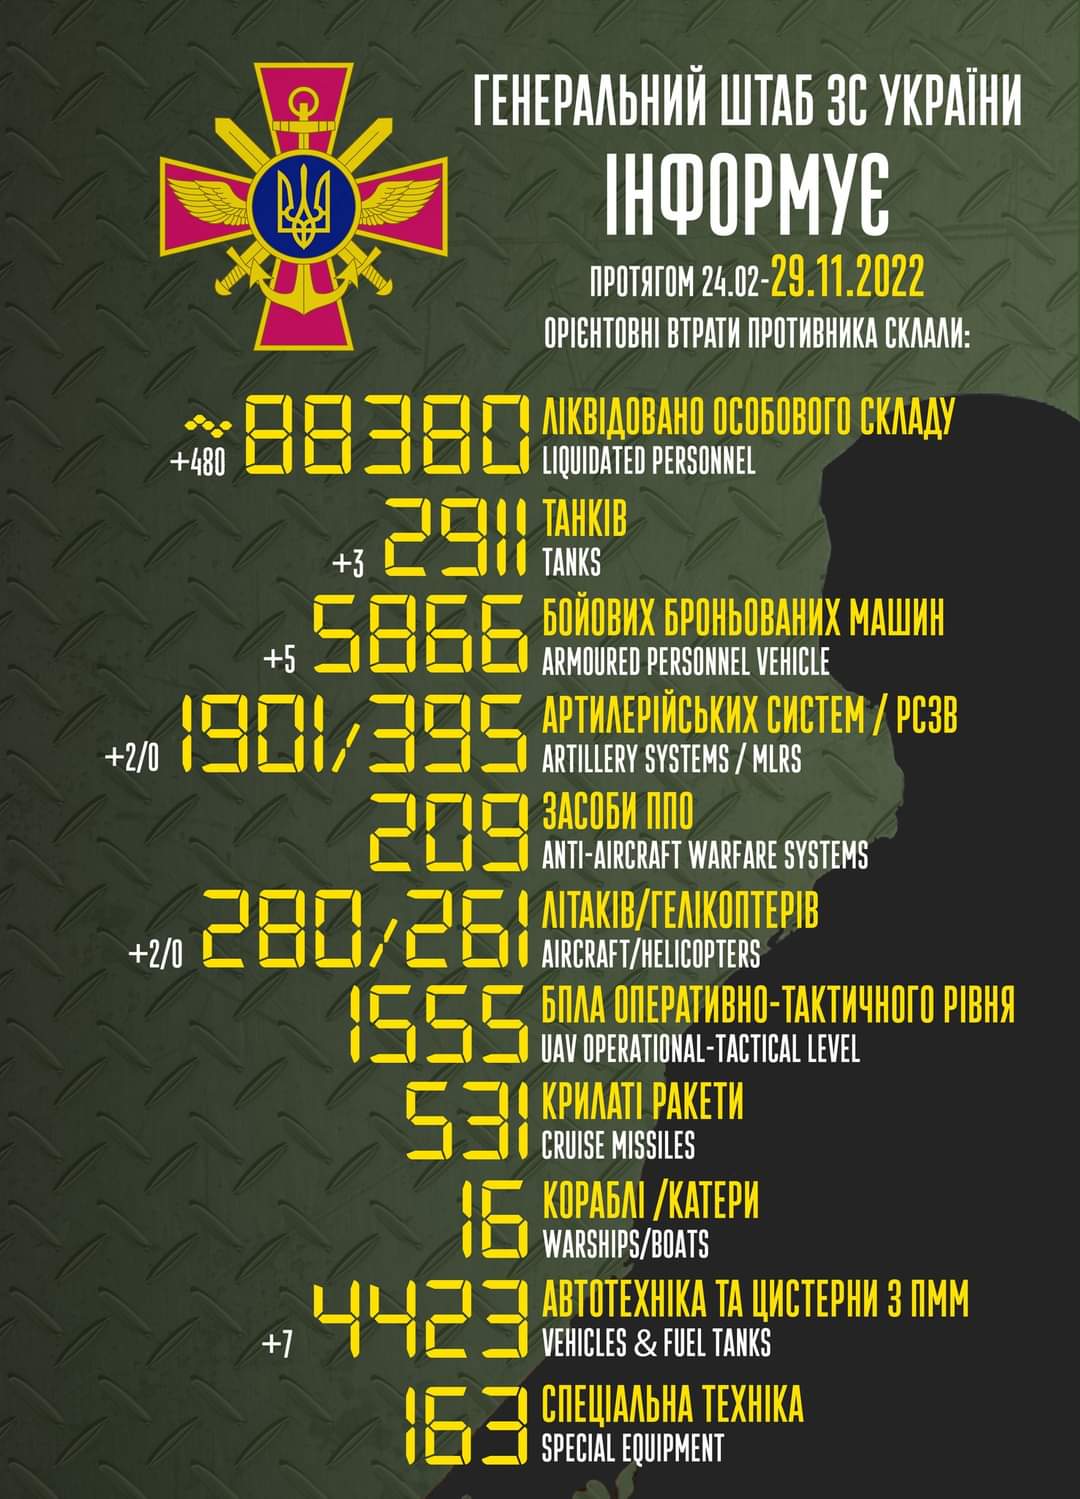 ГЕНЕРАЛЬНИЙ ШТАБ ЗС УКРАЇНИ
ІНФОРМУЄ
ПРОТЯГОМ 24.02-29.11.2022
ОРІЄНТОВНІ ВТРАТИ ПРОТИВНИКА СКЛАЛИ:
~88380 ЛІКВІДОВАНО ОСОБОВОГО СКЛАДУ
+480 LIQUIDATED PERSONNEL
2911 ТАНКІВ
+3 TANKS
5866 БОЙОВИХ БРОНЬОВАНИХ МАШИН
+5 ARMOURED PERSONNEL VEHICLE
1901/395 АРТИЛЕРІЙСЬКИХ СИСТЕМ / РСЗВ
+2/0 ARTILLERY SYSTEMS / MLRS
209 ЗАСОБИ ППО
ANTI-AIRCRAFT WARFARE SYSTEMS
280/261 ЛІТАКІВ/ГЕЛІКОПТЕРІВ
+2/0 AIRCRAFT/HELICOPTERS
1555 БПЛА ОПЕРАТИВНО-ТАКТИЧНОГО РІВНЯ
UAV OPERATIONAL-TACTICAL LEVEL
531 КРИЛАТІ РАКЕТИ
CRUISE MISSILES
16 КОРАБЛІ /КАТЕРИ
WARSHIPS/BOATS
4423 АВТОТЕХНІКА ТА ЦИСТЕРНИ З ПММ
+7 VEHICLES & FUEL TANKS
163 СПЕЦІАЛЬНА ТЕХНІКА
SPECIAL EQUIPMENT